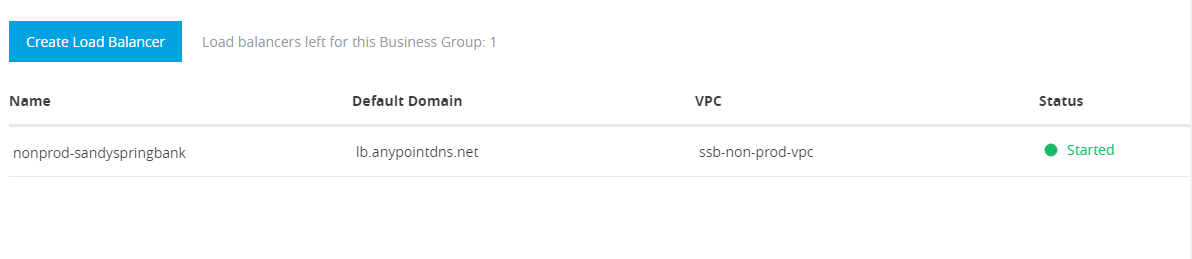 Create Load Balancer Load balancers left for this Business Group: 1
Name Default Domain VPC Status
nonprod-sandyspringbank lb.anypointdns.net ssb-non-prod-vpc Started